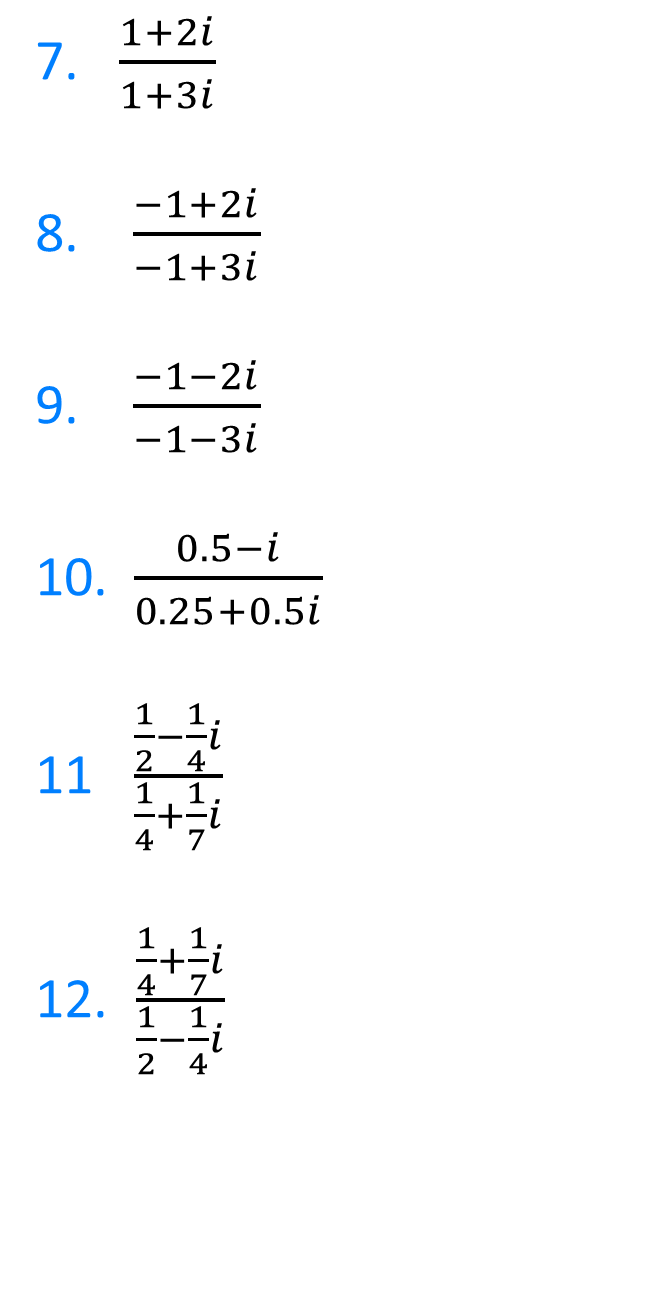 7. (1+2i)/(1+3i)
8. (−1+2i)/(−1+3i)
9. (−1−2i)/(−1−3i)
10. (0.5−i)/(0.25+0.5i)
11 (1/2−1/4i)/(1/4+1/7i)
12. (1/4+1/7i)/(1/2−1/4i)